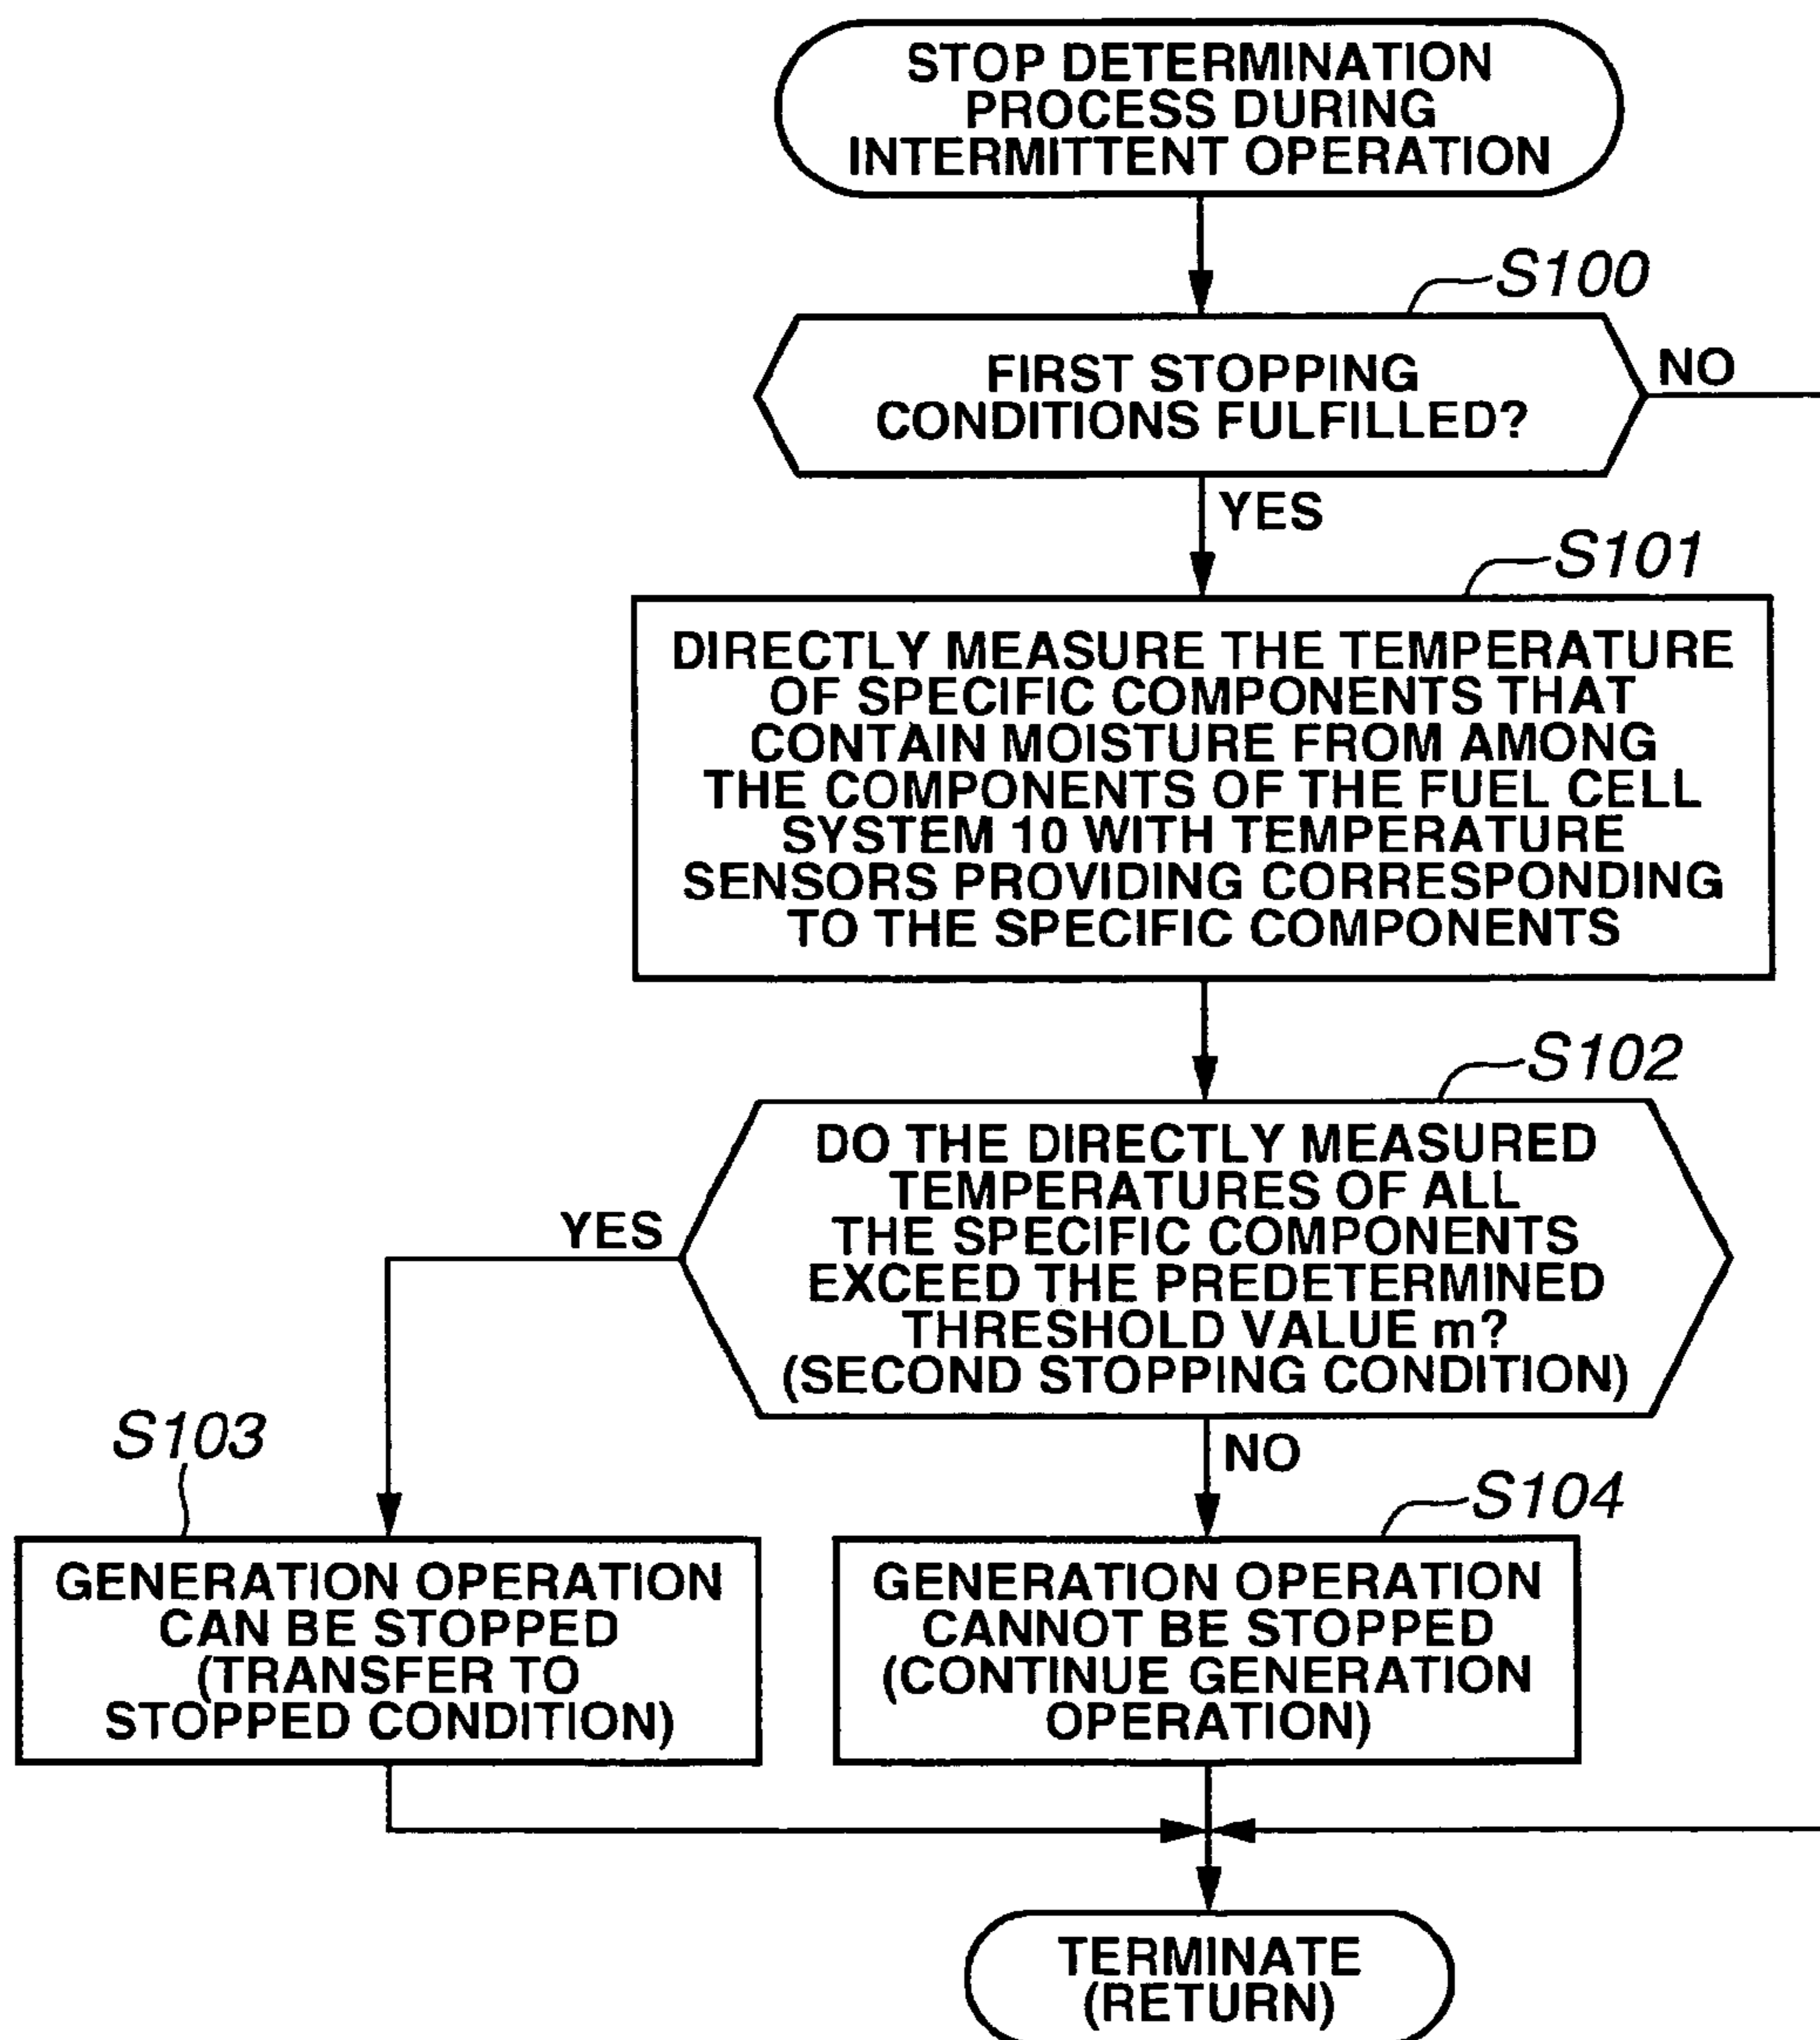 STOP DETERMINATION
PROCESS DURING
INTERMITTENT OPERATION
S100
FIRST STOPPING
CONDITIONS FULFILLED?
NO
YES
S101
DIRECTLY MEASURE THE TEMPERATURE
OF SPECIFIC COMPONENTS THAT
CONTAIN MOISTURE FROM AMONG
THE COMPONENTS OF THE FUEL CELL
SYSTEM 10 WITH TEMPERATURE
SENSORS PROVIDING CORRESPONDING
TO THE SPECIFIC COMPONENTS
S102
DO THE DIRECTLY MEASURED
TEMPERATURES OF ALL
THE SPECIFIC COMPONENTS
EXCEED THE PREDETERMINED
THRESHOLD VALUE m?
(SECOND STOPPING CONDITION)
YES
NO
S103
GENERATION OPERATION
CAN BE STOPPED
(TRANSFER TO
STOPPED CONDITION)
S104
GENERATION OPERATION
CANNOT BE STOPPED
(CONTINUE GENERATION
OPERATION)
TERMINATE
(RETURN)